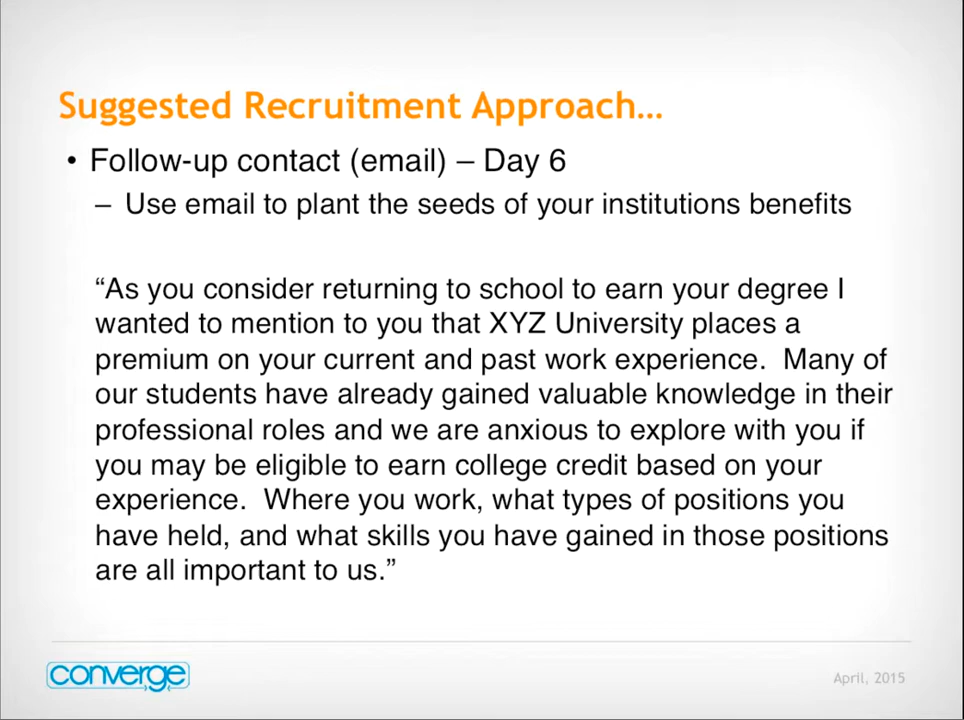 Suggested Recruitment Approach…
• Follow-up contact (email) – Day 6
– Use email to plant the seeds of your institutions benefits
“As you consider returning to school to earn your degree I
wanted to mention to you that XYZ University places a
premium on your current and past work experience.  Many of
our students have already gained valuable knowledge in their
professional roles and we are anxious to explore with you if
you may be eligible to earn college credit based on your
experience.  Where you work, what types of positions you
have held, and what skills you have gained in those positions
are all important to us.”
converge
April, 2015